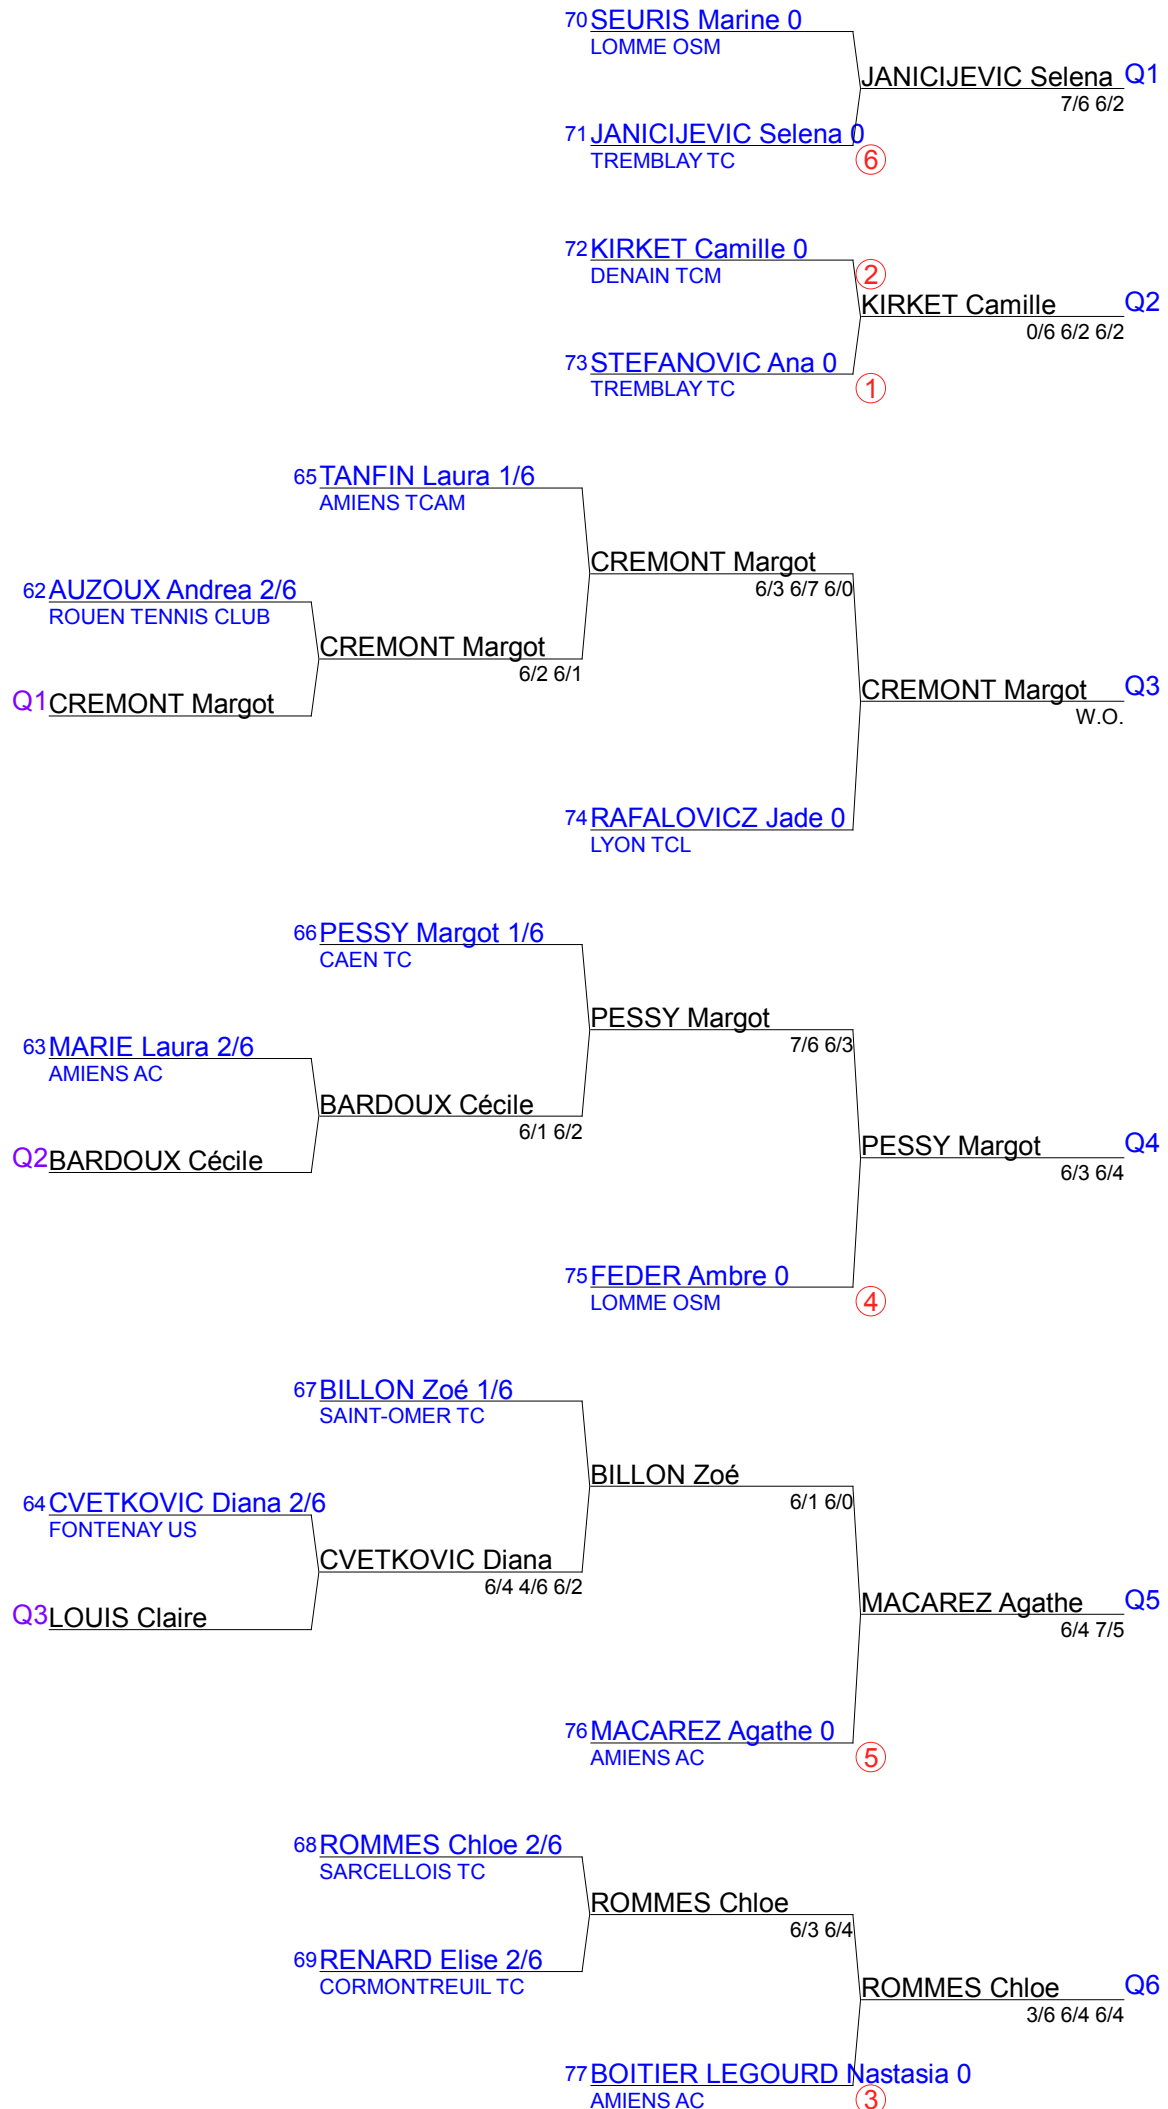 70 SEURIS Marine 0
LOMME OSM
JANICIJEVIC Selena Q1
7/6 6/2
71 JANICIJEVIC Selena 0
TREMBLAY TC 6
72 KIRKET Camille 0
DENAIN TCM 2
KIRKET Camille Q2
0/6 6/2 6/2
73 STEFANOVIC Ana 0
TREMBLAY TC 1
65 TANFIN Laura 1/6
AMIENS TCAM
CREMONT Margot
6/3 6/7 6/0
62 AUZOUX Andrea 2/6
ROUEN TENNIS CLUB
CREMONT Margot
6/2 6/1
Q1 CREMONT Margot
CREMONT Margot Q3
W.O.
74 RAFALOVICZ Jade 0
LYON TCL
66 PESSY Margot 1/6
CAEN TC
PESSY Margot
7/6 6/3
63 MARIE Laura 2/6
AMIENS AC
BARDOUX Cécile
6/1 6/2
Q2 BARDOUX Cécile
PESSY Margot Q4
6/3 6/4
75 FEDER Ambre 0
LOMME OSM 4
67 BILLON Zoé 1/6
SAINT-OMER TC
BILLON Zoé
6/1 6/0
64 CVETKOVIC Diana 2/6
FONTENAY US
CVETKOVIC Diana
6/4 4/6 6/2
Q3 LOUIS Claire
MACAREZ Agathe Q5
6/4 7/5
76 MACAREZ Agathe 0
AMIENS AC 5
68 ROMMES Chloe 2/6
SARCELLOIS TC
ROMMES Chloe
6/3 6/4
69 RENARD Elise 2/6
CORMONTREUIL TC
ROMMES Chloe Q6
3/6 6/4 6/4
77 BOITIER LEGOURD Nastasia 0
AMIENS AC 3